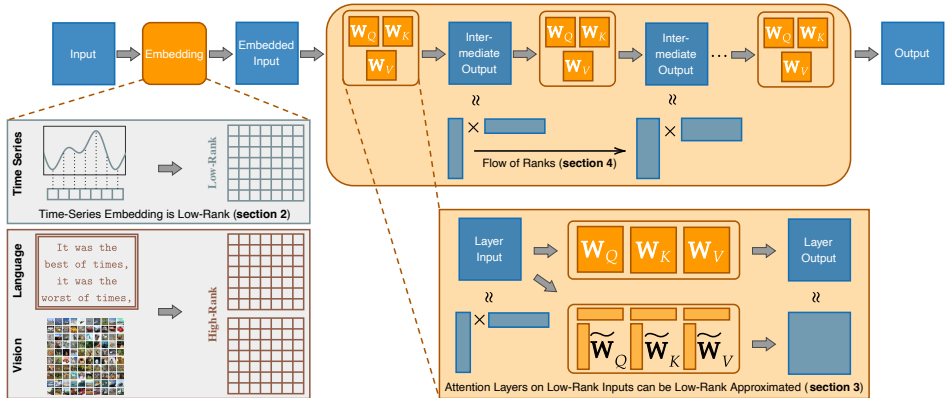 Input
Embedding
Embedded
Input
W_Q W_K
W_V
Inter-
mediate
Output
W_Q W_K
W_V
Inter-
mediate
Output
...
W_Q W_K
W_V
Output
≈
≈
×
×
Flow of Ranks (section 4)
Time Series
Low-Rank
Time-Series Embedding is Low-Rank (section 2)
Language
It was the
best of times,
it was the
worst of times,
Vision
High-Rank
Layer
Input
W_Q W_K W_V
Layer
Output
≈
≈
×
W̃_Q W̃_K W̃_V
Attention Layers on Low-Rank Inputs can be Low-Rank Approximated (section 3)